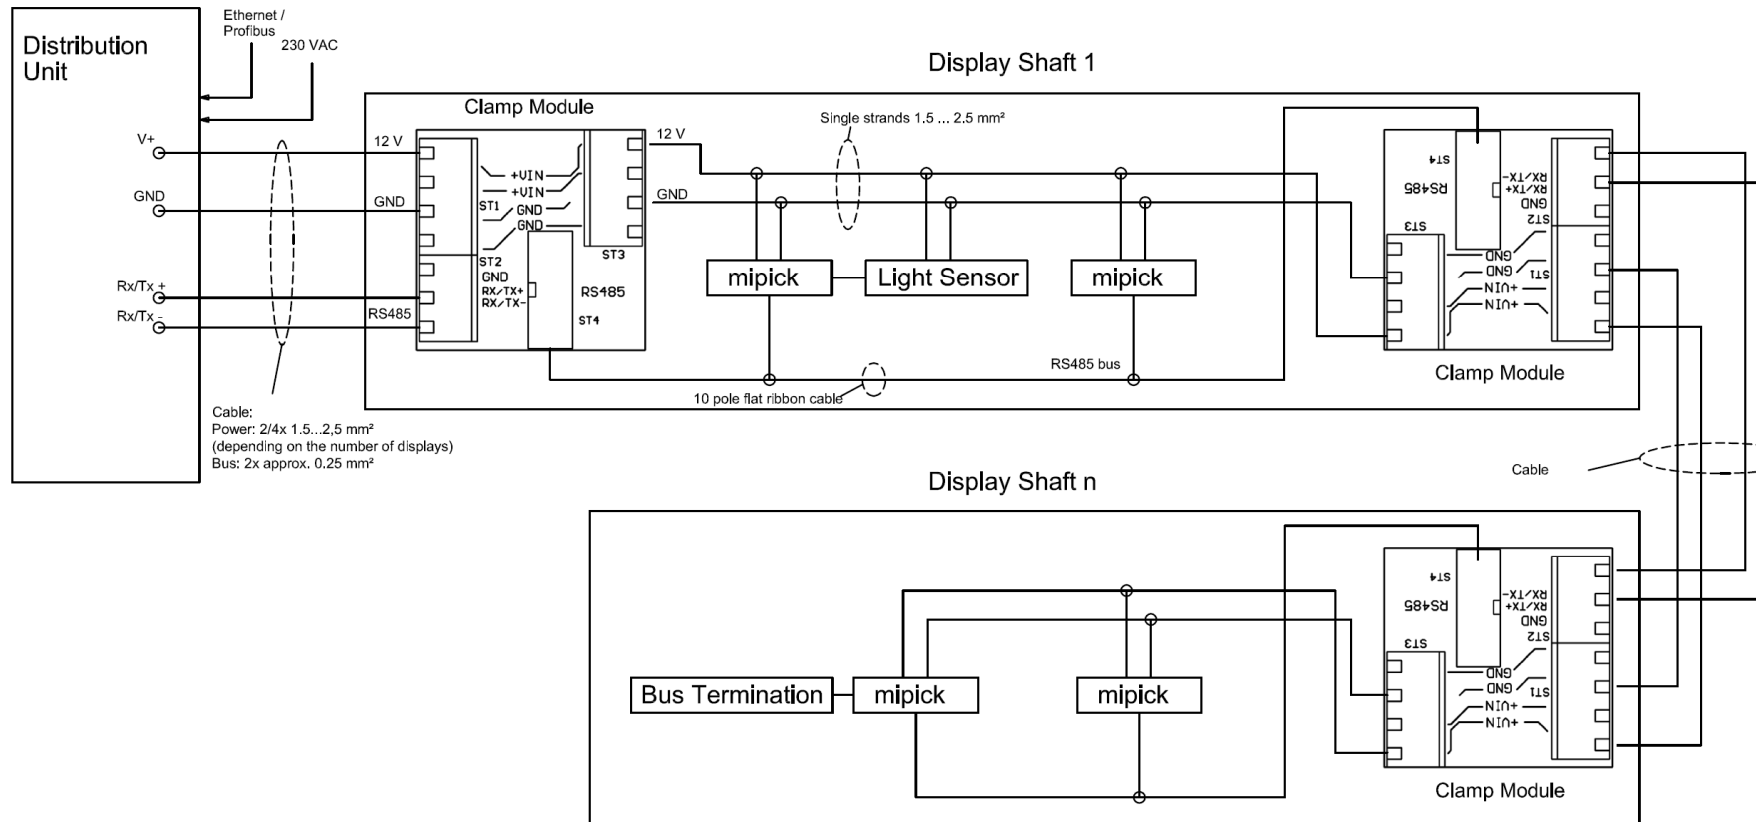 Ethernet /
Profibus
230 VAC
Distribution
Unit
V+
GND
Rx/Tx +
Rx/Tx -
Cable:
Power: 2/4x 1.5...2,5 mm²
(depending on the number of displays)
Bus: 2x approx. 0.25 mm²
Display Shaft 1
Clamp Module
12 V
GND
RS485
+VIN
+VIN
GND
GND
ST1
ST2
GND
RX/TX+
RX/TX-
ST3
RS485
ST4
12 V
GND
Single strands 1.5 ... 2.5 mm²
mipick
Light Sensor
mipick
RS485 bus
10 pole flat ribbon cable
ST4
RS485
RX/TX-
RX/TX+
GND
ST2
ST3
GND
GND
ST1
+VIN
+VIN
Clamp Module
Cable
Display Shaft n
Bus Termination
mipick
mipick
ST4
RS485
RX/TX-
RX/TX+
GND
ST2
ST3
GND
GND
ST1
+VIN
+VIN
Clamp Module